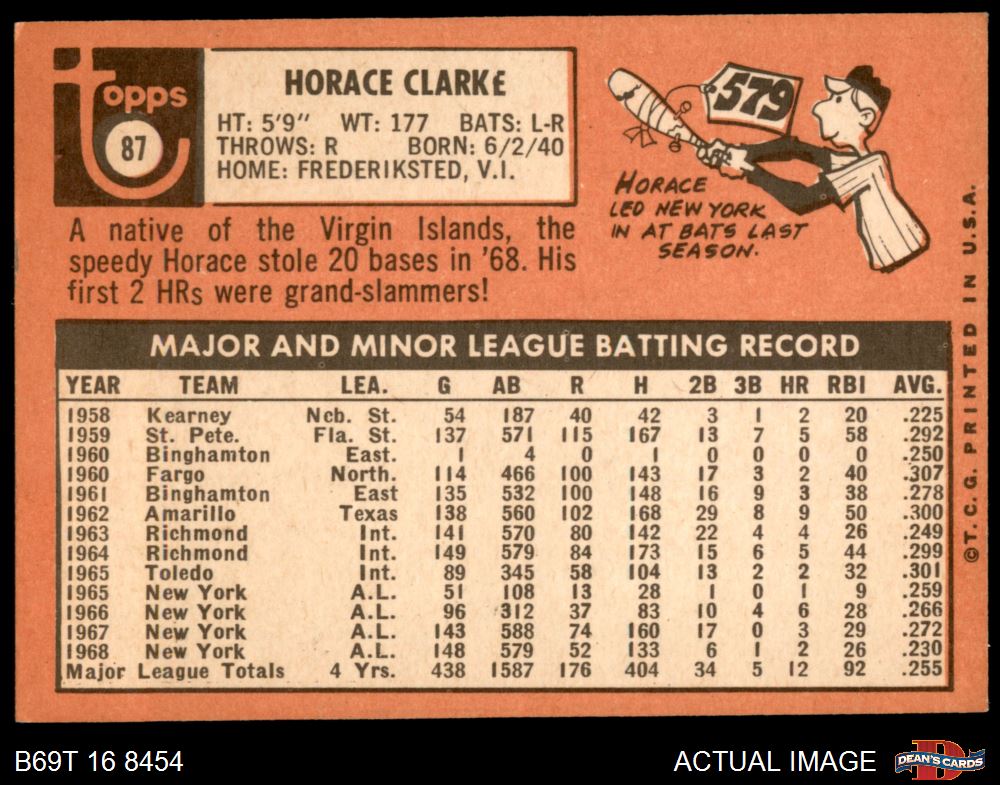 Topps
87
HORACE CLARKE
HT: 5'9" WT: 177 BATS: L-R
THROWS: R BORN: 6/2/40
HOME: FREDERIKSTED, V.I.
.579
HORACE
LED NEW YORK
IN AT BATS LAST
SEASON.
A native of the Virgin Islands, the
speedy Horace stole 20 bases in '68. His
first 2 HRs were grand-slammers!
MAJOR AND MINOR LEAGUE BATTING RECORD
YEAR TEAM LEA. G AB R H 2B 3B HR RBI AVG.
1958 Kearney Neb. St. 54 187 40 42 3 1 2 20 .225
1959 St. Pete. Fla. St. 137 571 115 167 13 7 5 58 .292
1960 Binghamton East. 1 4 0 1 0 0 0 0 .250
1960 Fargo North. 114 466 100 143 17 3 2 40 .307
1961 Binghamton East 135 532 100 148 16 9 3 38 .278
1962 Amarillo Texas 138 560 102 168 29 8 9 50 .300
1963 Richmond Int. 141 570 80 142 22 4 4 26 .249
1964 Richmond Int. 149 579 84 173 15 6 5 44 .299
1965 Toledo Int. 89 345 58 104 13 2 2 32 .301
1965 New York A.L. 51 108 13 28 1 0 1 9 .259
1966 New York A.L. 96 312 37 83 10 4 6 28 .266
1967 New York A.L. 143 588 74 160 17 0 3 29 .272
1968 New York A.L. 148 579 52 133 6 1 2 26 .230
Major League Totals 4 Yrs. 438 1587 176 404 34 5 12 92 .255
©T. C. G. PRINTED IN U.S.A.
B69T 16 8454
ACTUAL IMAGE
D
DEAN'S CARDS